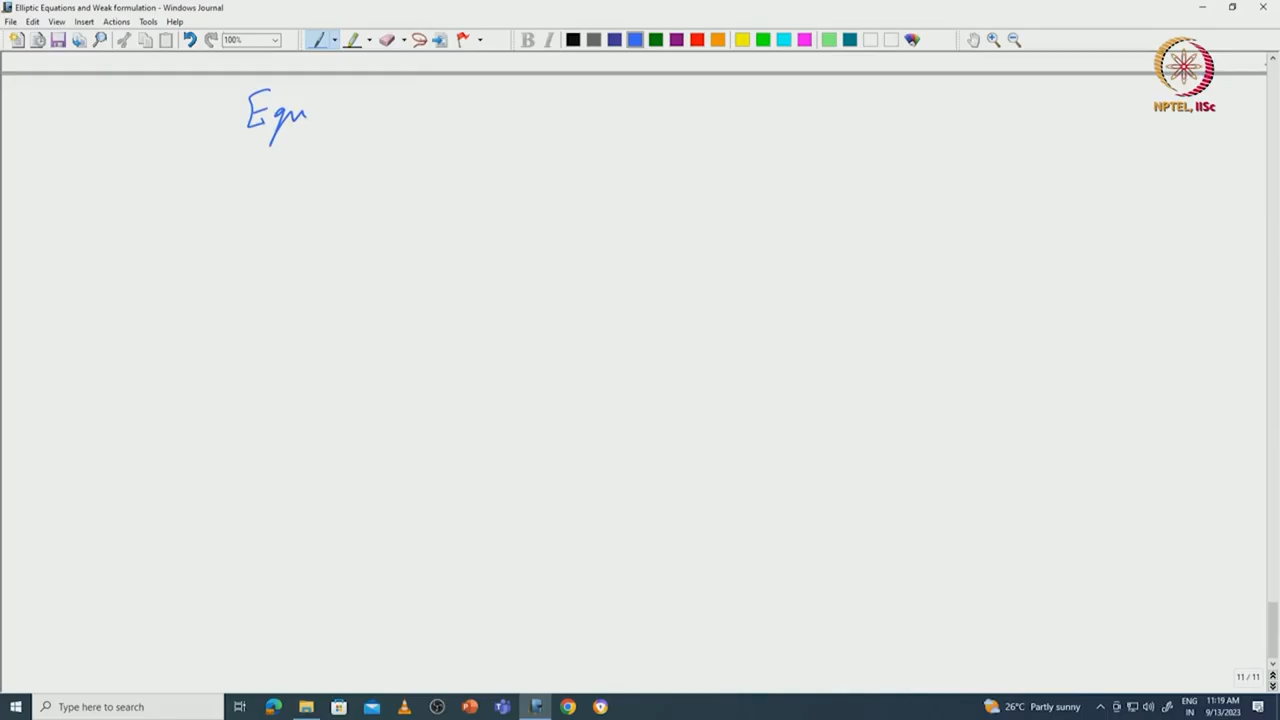 Elliptic Equations and Weak formulation - Windows Journal
File Edit View Insert Actions Tools Help
100%
B I
NPTEL, IISc
Equ
11 / 11
Type here to search
26°C Partly sunny
ENG
IN
11:19 AM
9/13/2023